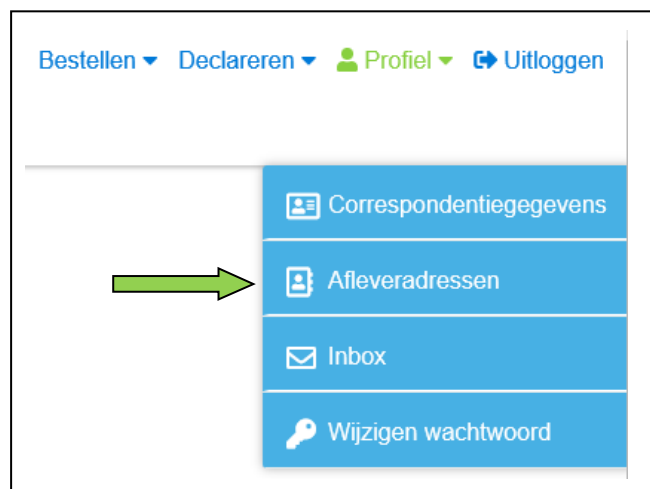 Bestellen Declareren Profiel Uitloggen
Correspondentiegegevens
Afleveradressen
Inbox
Wijzigen wachtwoord